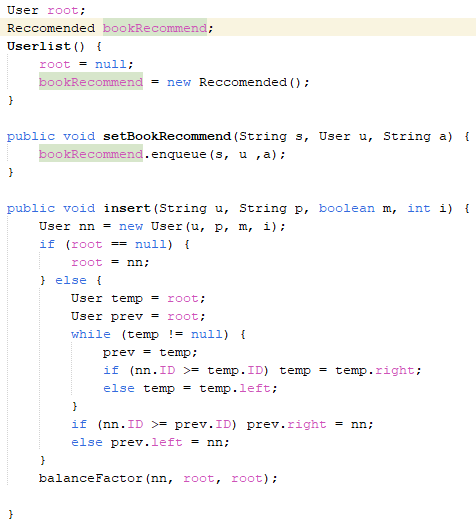 User root;
Reccomended bookRecommend;
Userlist() {
root = null;
bookRecommend = new Reccomended();
}
public void setBookRecommend(String s, User u, String a) {
bookRecommend.enqueue(s, u ,a);
}
public void insert(String u, String p, boolean m, int i) {
User nn = new User(u, p, m, i);
if (root == null) {
root = nn;
} else {
User temp = root;
User prev = root;
while (temp != null) {
prev = temp;
if (nn.ID >= temp.ID) temp = temp.right;
else temp = temp.left;
}
if (nn.ID >= prev.ID) prev.right = nn;
else prev.left = nn;
}
balanceFactor(nn, root, root);
}